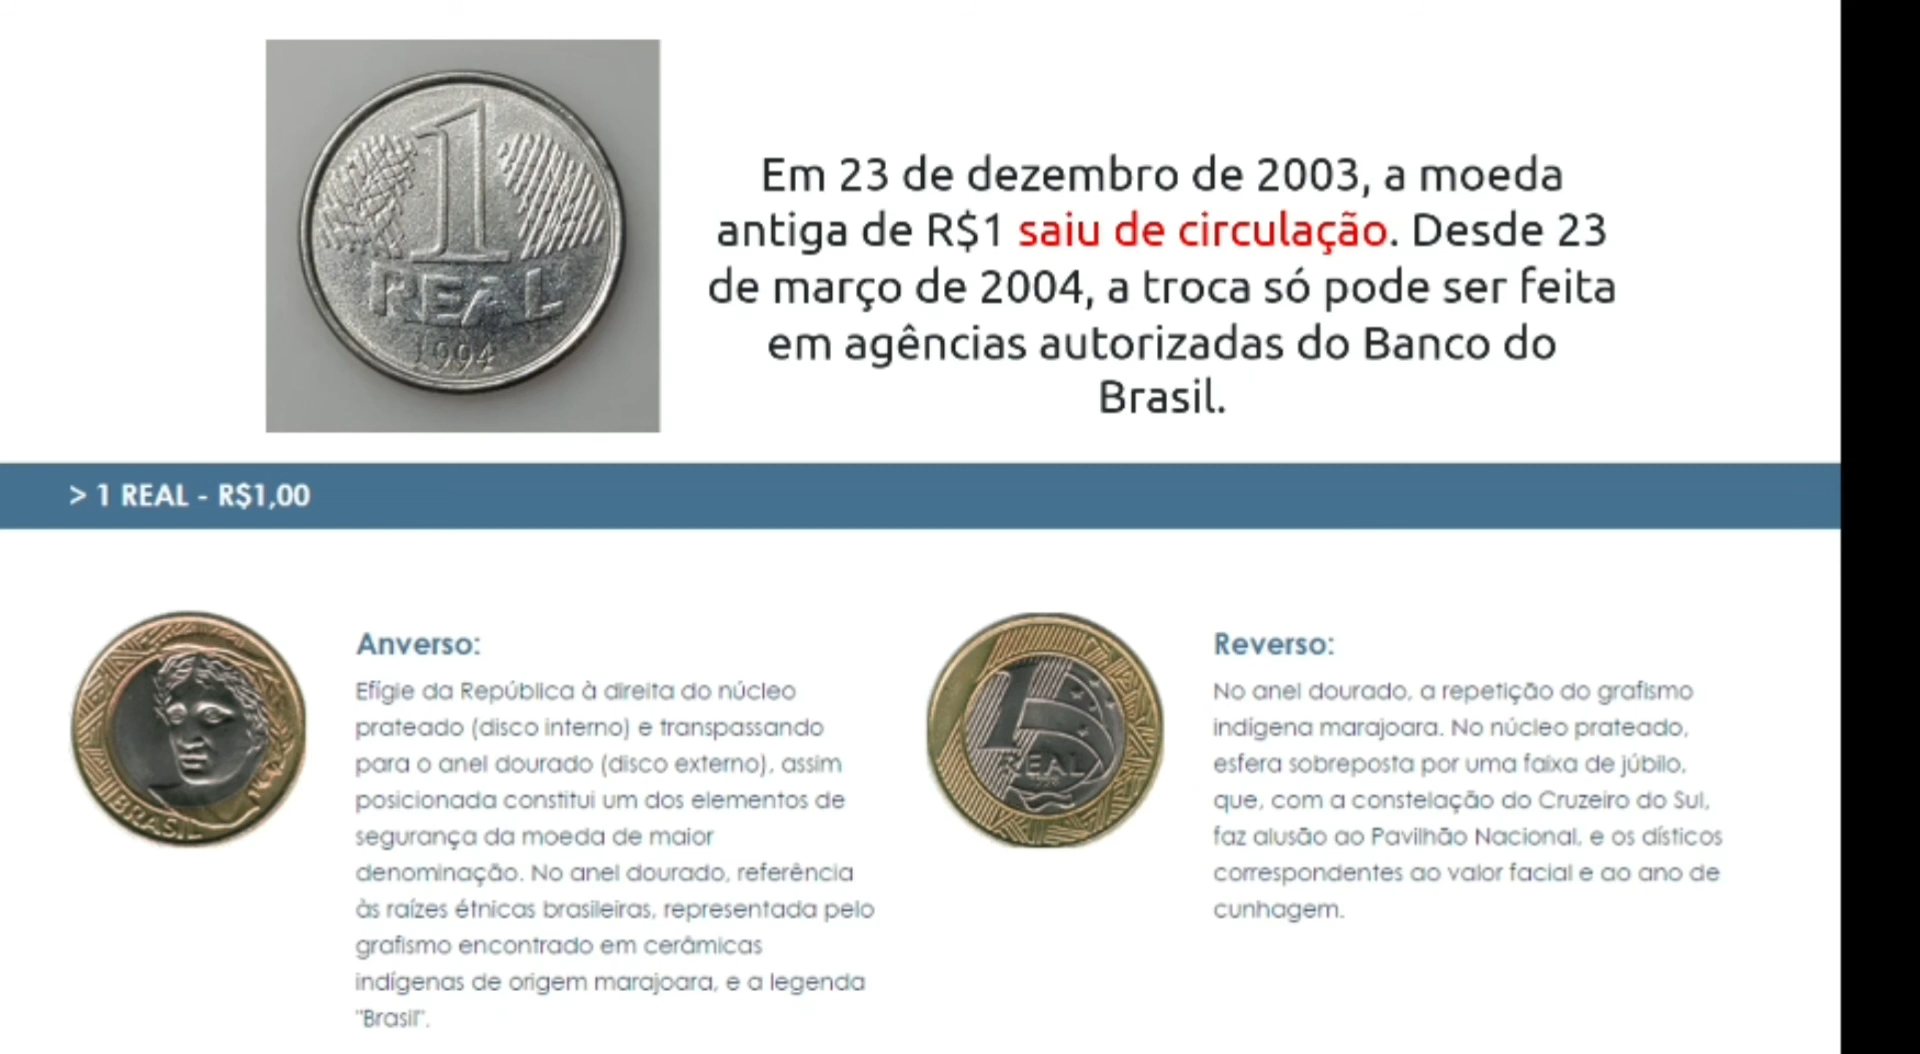 1
REAL
1994
Em 23 de dezembro de 2003, a moeda
antiga de R$1 saiu de circulação. Desde 23
de março de 2004, a troca só pode ser feita
em agências autorizadas do Banco do
Brasil.
> 1 REAL - R$1,00
BRASIL
Anverso:
Efígie da República à direita do núcleo
prateado (disco interno) e transpassando
para o anel dourado (disco externo), assim
posicionada constitui um dos elementos de
segurança da moeda de maior
denominação. No anel dourado, referência
às raízes étnicas brasileiras, representada pelo
grafismo encontrado em cerâmicas
indígenas de origem marajoara, e a legenda
"Brasil".
1
REAL
Reverso:
No anel dourado, a repetição do grafismo
indígena marajoara. No núcleo prateado,
esfera sobreposta por uma faixa de júbilo,
que, com a constelação do Cruzeiro do Sul,
faz alusão ao Pavilhão Nacional, e os dísticos
correspondentes ao valor facial e ao ano de
cunhagem.